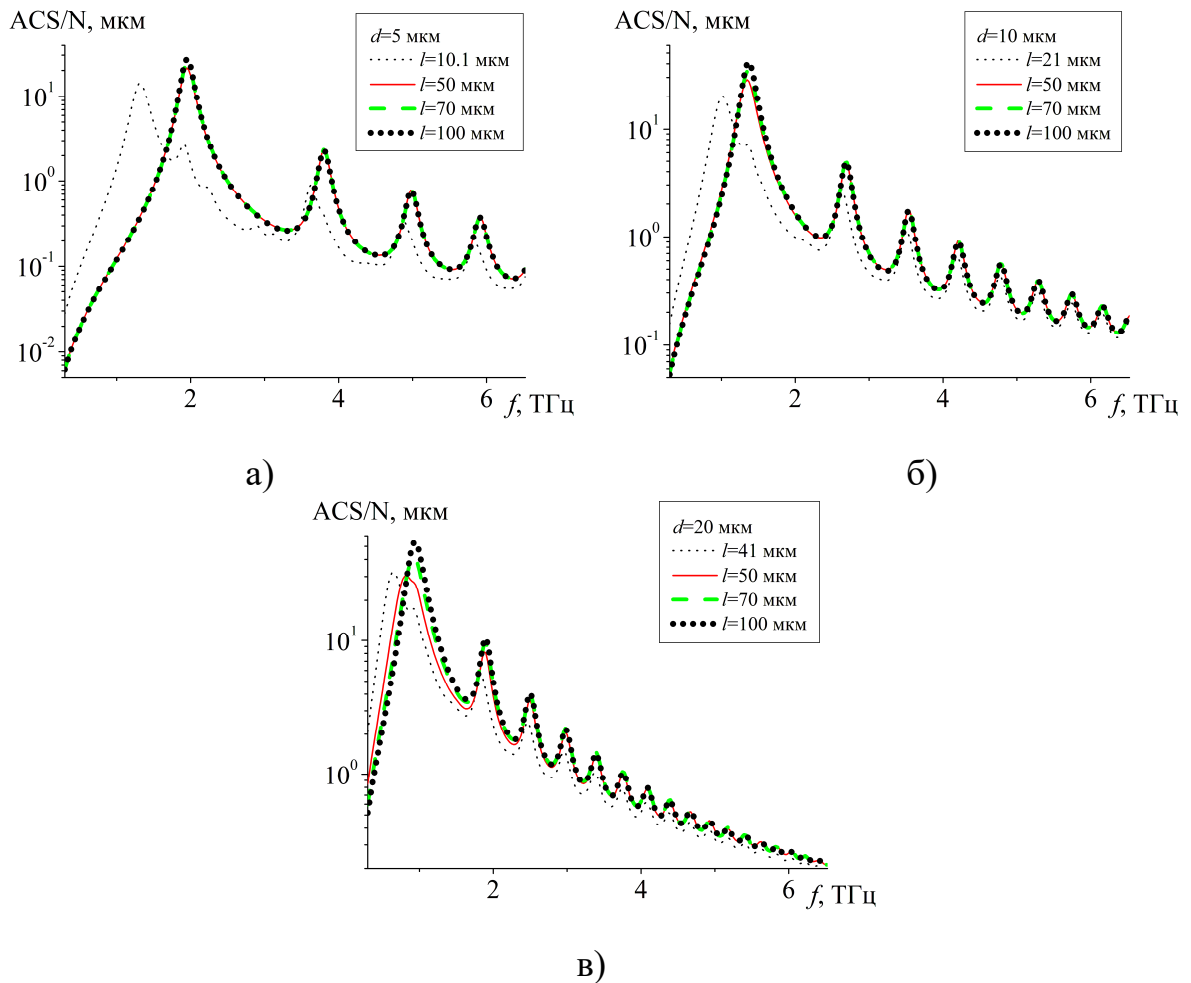 ACS/N, мкм
d=5 мкм
l=10.1 мкм
l=50 мкм
l=70 мкм
l=100 мкм
10¹
10⁰
10⁻¹
10⁻²
2
4
6
f, ТГц
а)
ACS/N, мкм
d=10 мкм
l=21 мкм
l=50 мкм
l=70 мкм
l=100 мкм
10¹
10⁰
10⁻¹
2
4
6
f, ТГц
б)
ACS/N, мкм
d=20 мкм
l=41 мкм
l=50 мкм
l=70 мкм
l=100 мкм
10¹
10⁰
2
4
6
f, ТГц
в)